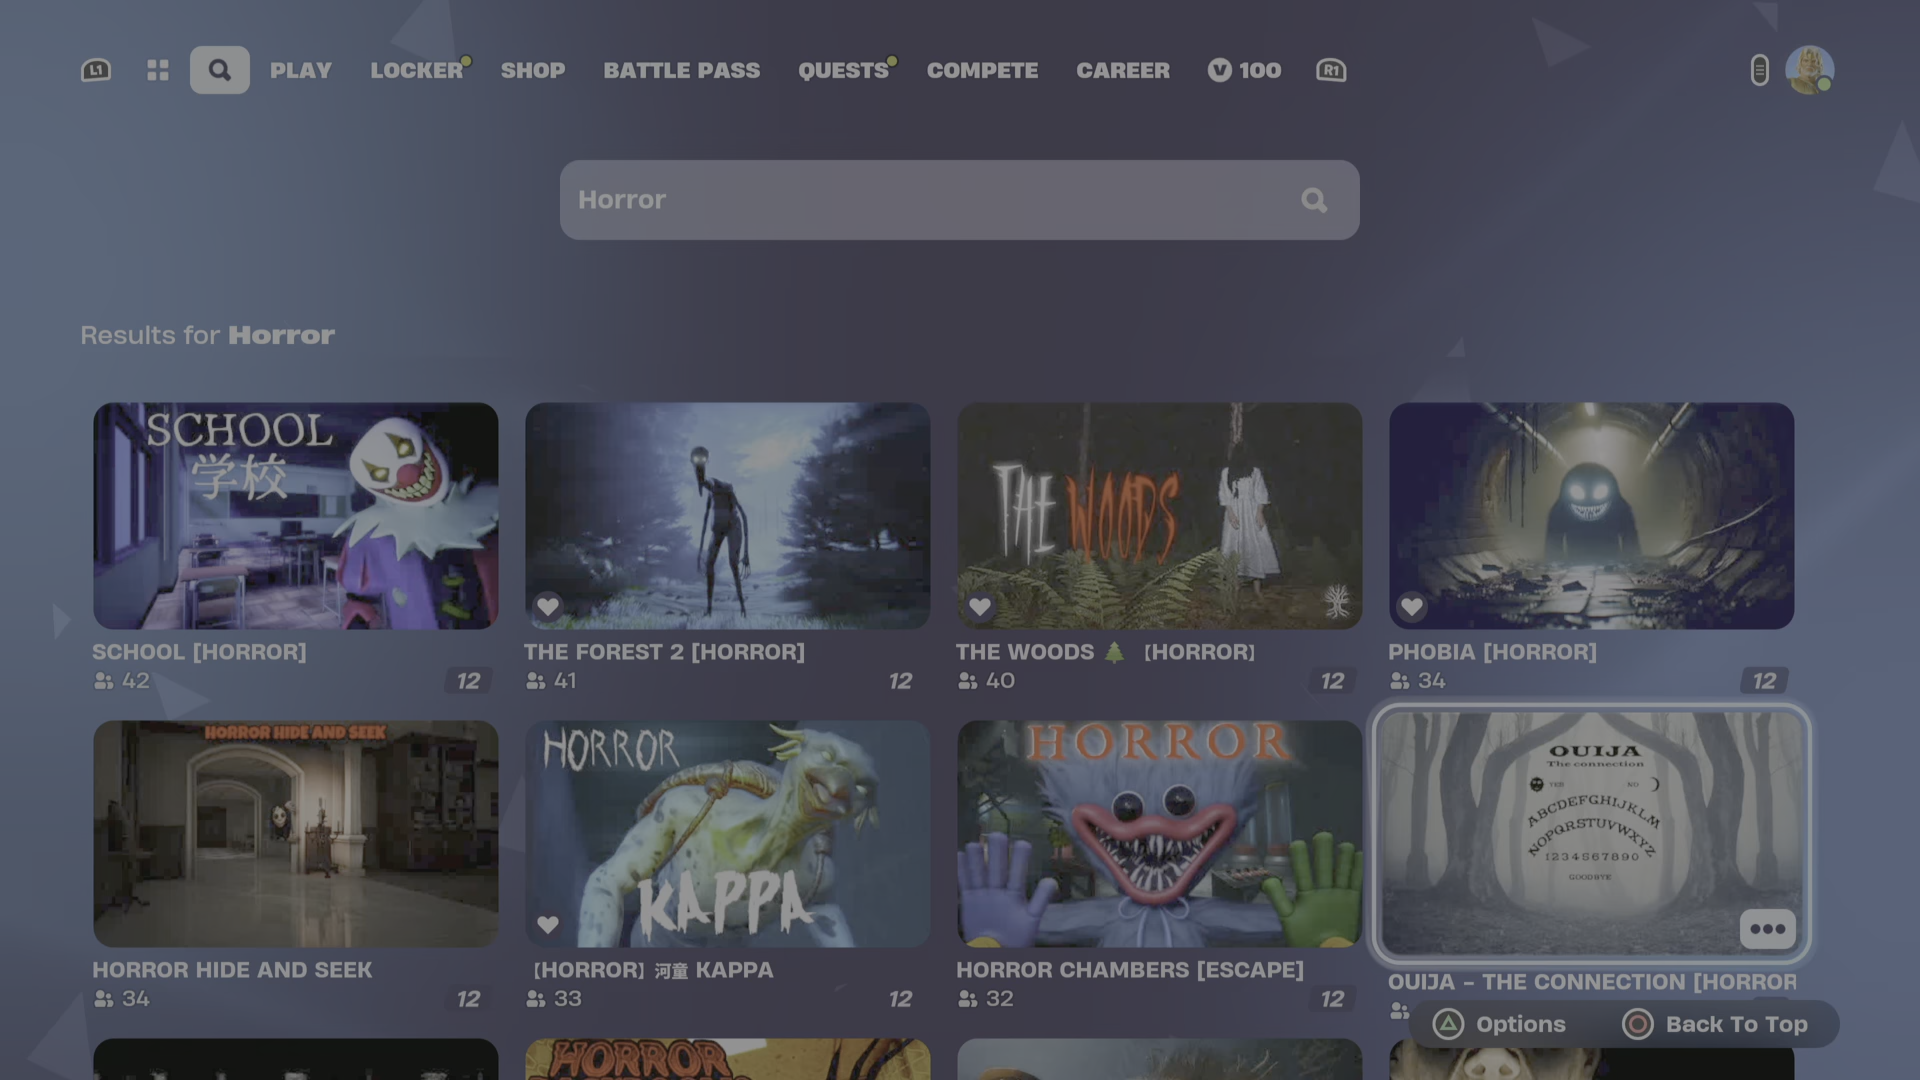 L1 PLAY LOCKER SHOP BATTLE PASS QUESTS COMPETE CAREER V 100 R1
Horror
Results for Horror
SCHOOL
学校
THE WOODS
SCHOOL [HORROR]
42 12
THE FOREST 2 [HORROR]
41 12
THE WOODS 🌲 【HORROR】
40 12
PHOBIA [HORROR]
34 12
HORROR HIDE AND SEEK
HORROR
KAPPA
HORROR
OUIJA
The connection
YES NO
ABCDEFGHIJKLM
NOPQRSTUVWXYZ
1234567890
GOODBYE
HORROR HIDE AND SEEK
34 12
【HORROR】 河童 KAPPA
33 12
HORROR CHAMBERS [ESCAPE]
32 12
OUIJA - THE CONNECTION [HORROR
Options Back To Top
HORROR